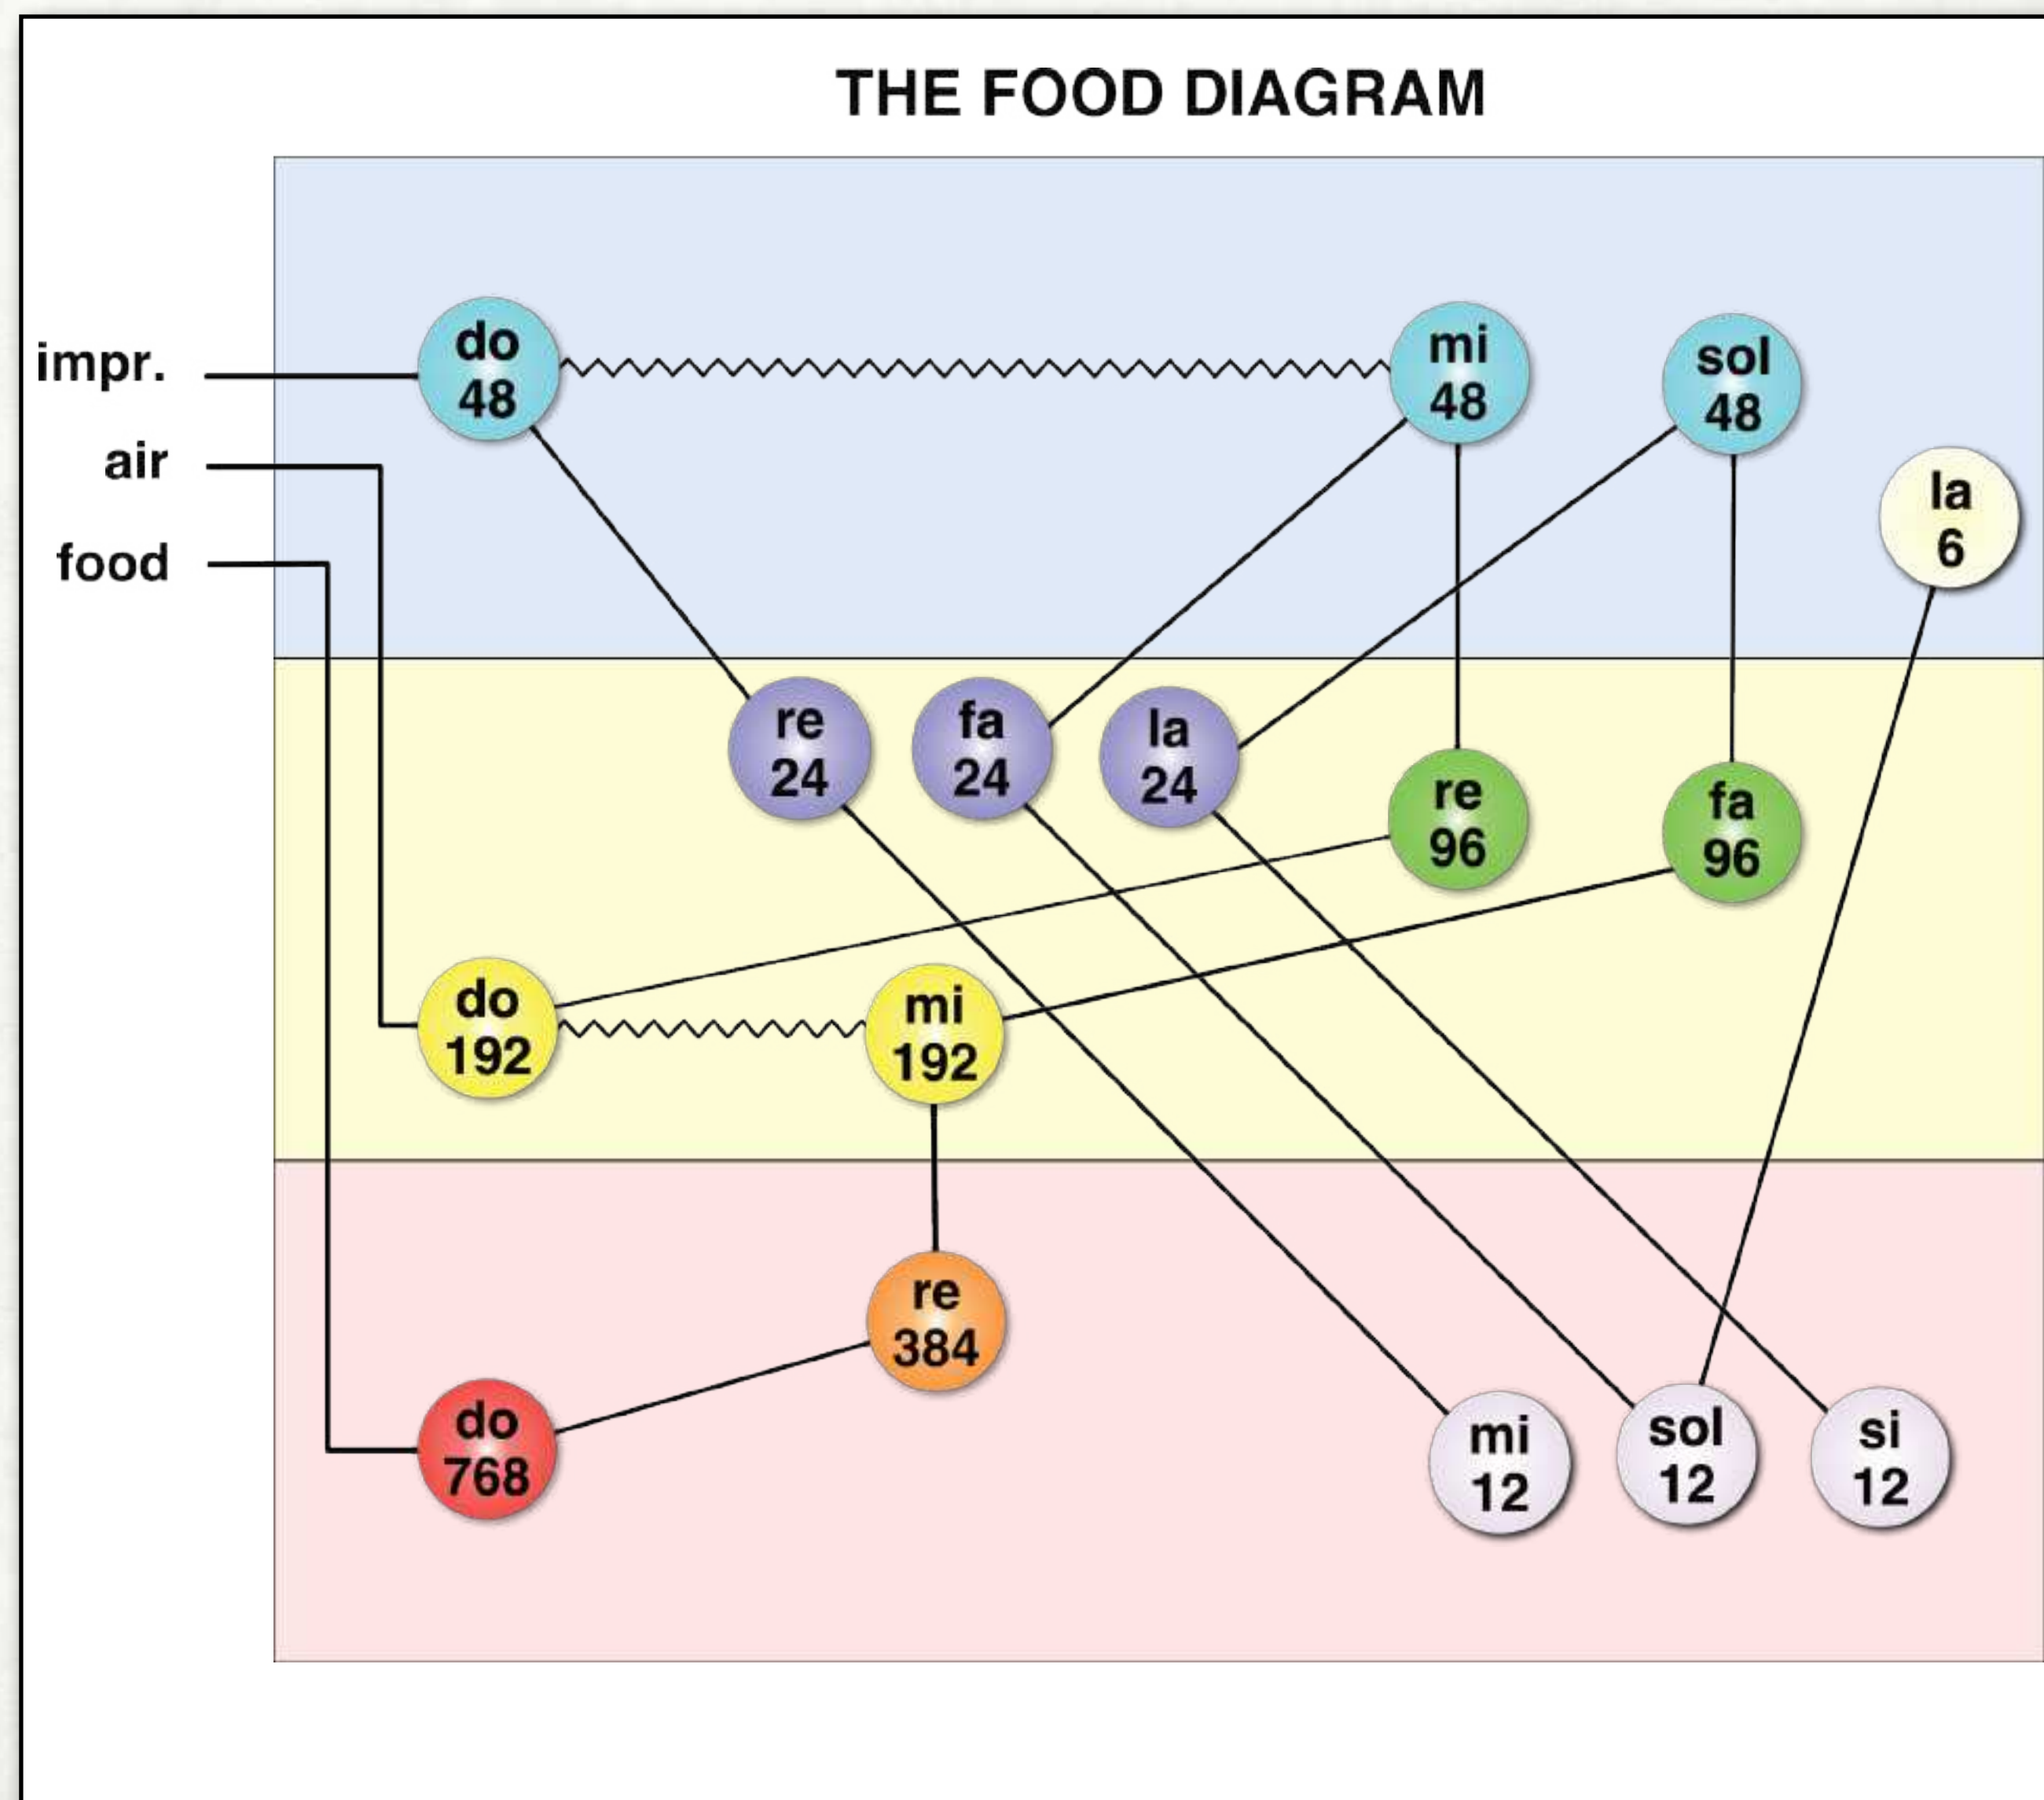 THE FOOD DIAGRAM
impr.
air
food
do
48
mi
48
sol
48
la
6
re
24
fa
24
la
24
re
96
fa
96
do
192
mi
192
re
384
do
768
mi
12
sol
12
si
12